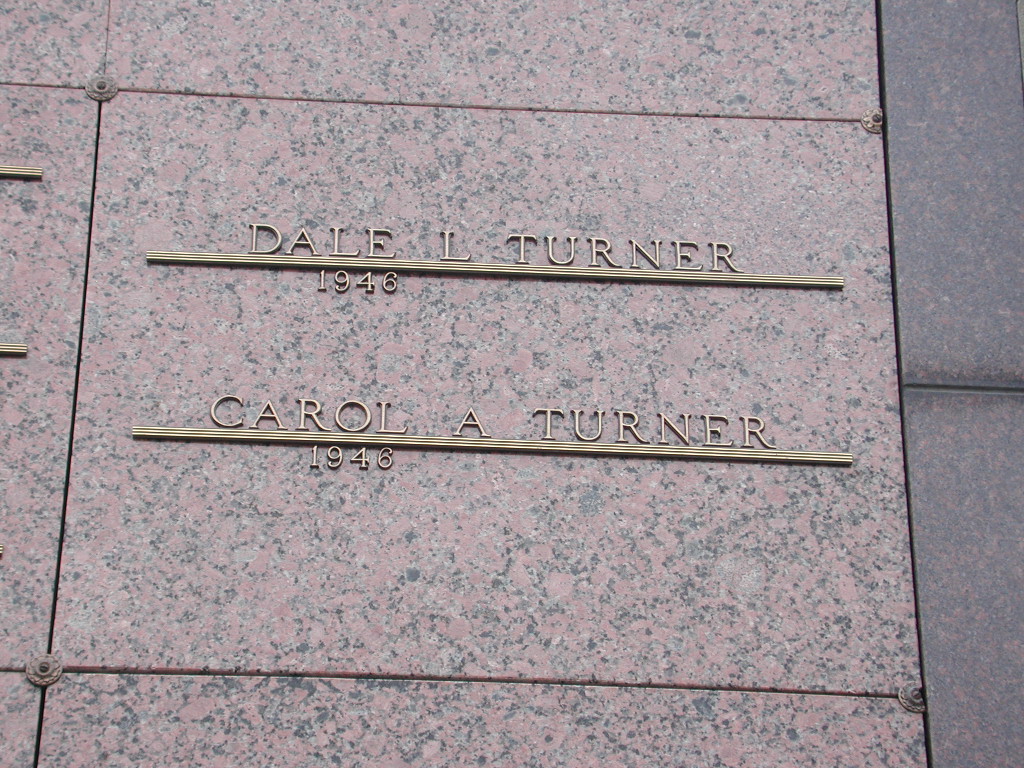 DALE L TURNER
1946
CAROL A TURNER
1946